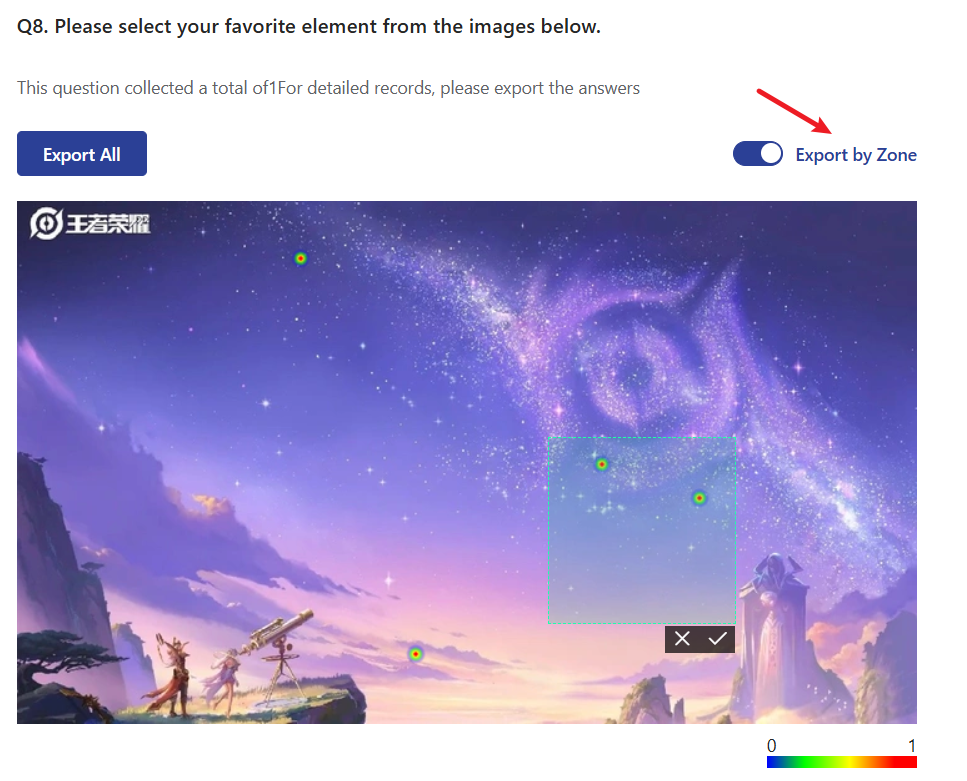 Q8. Please select your favorite element from the images below.
This question collected a total of1For detailed records, please export the answers
Export All
Export by Zone
王者荣耀
0 1